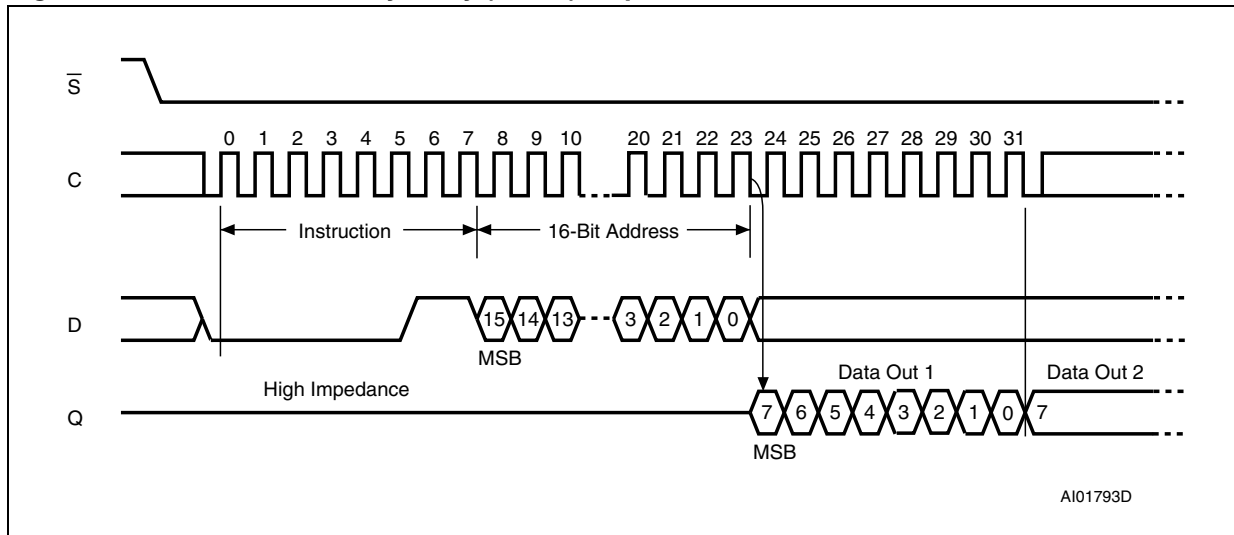 S
0 1 2 3 4 5 6 7 8 9 10 20 21 22 23 24 25 26 27 28 29 30 31
C
Instruction 16-Bit Address
D 15 14 13 3 2 1 0
MSB
High Impedance Data Out 1 Data Out 2
Q 7 6 5 4 3 2 1 0 7
MSB
AI01793D